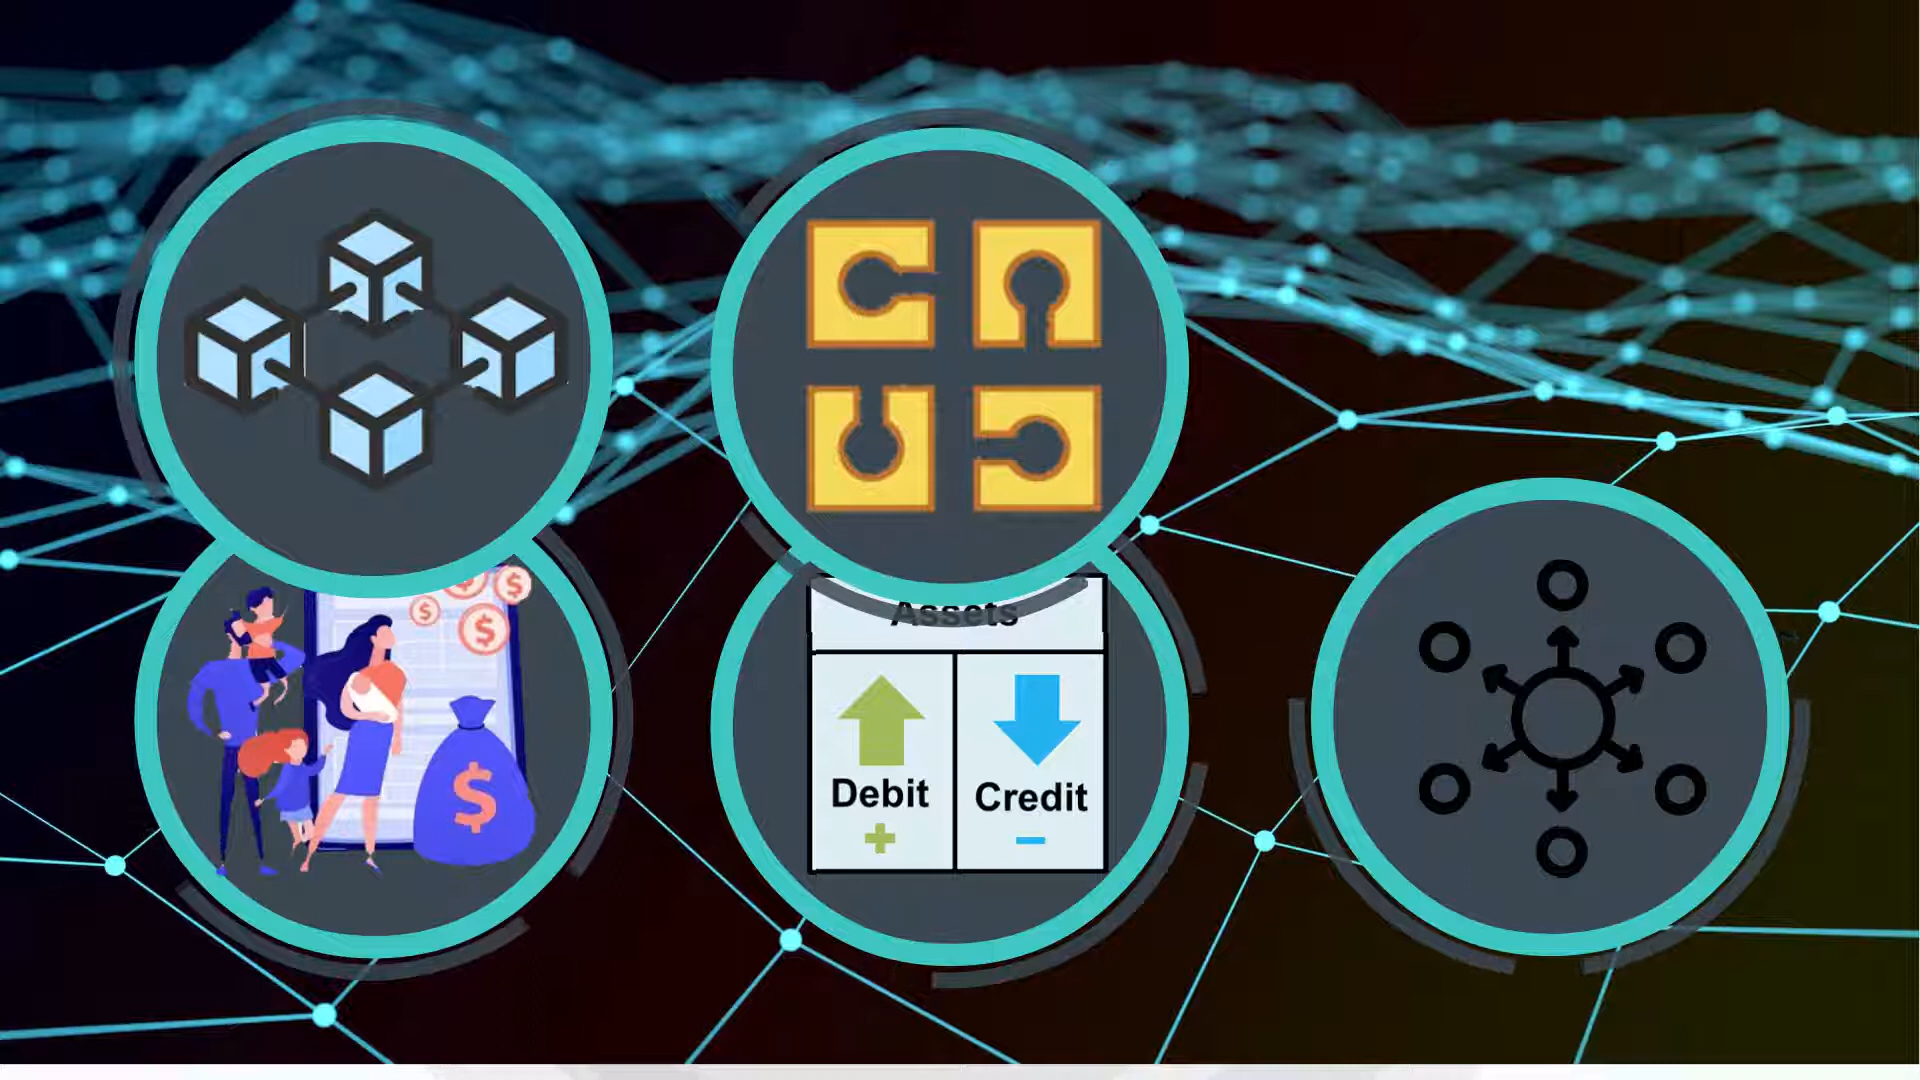 Assets
Debit
Credit
+
-
$
$
$
$
$